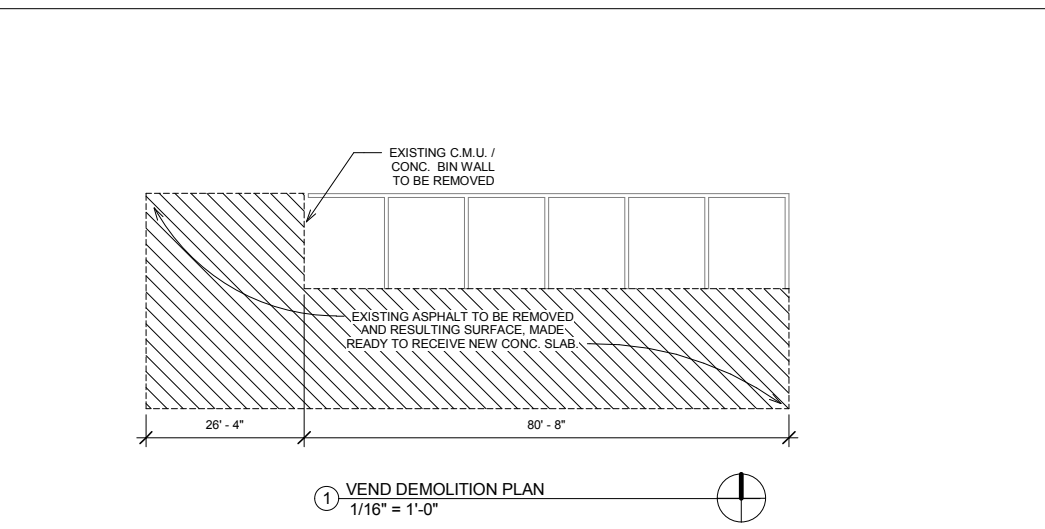 EXISTING C.M.U. /
CONC. BIN WALL
TO BE REMOVED
EXISTING ASPHALT TO BE REMOVED
AND RESULTING SURFACE, MADE
READY TO RECEIVE NEW CONC. SLAB.
26' - 4"
80' - 8"
1
VEND DEMOLITION PLAN
1/16" = 1'-0"